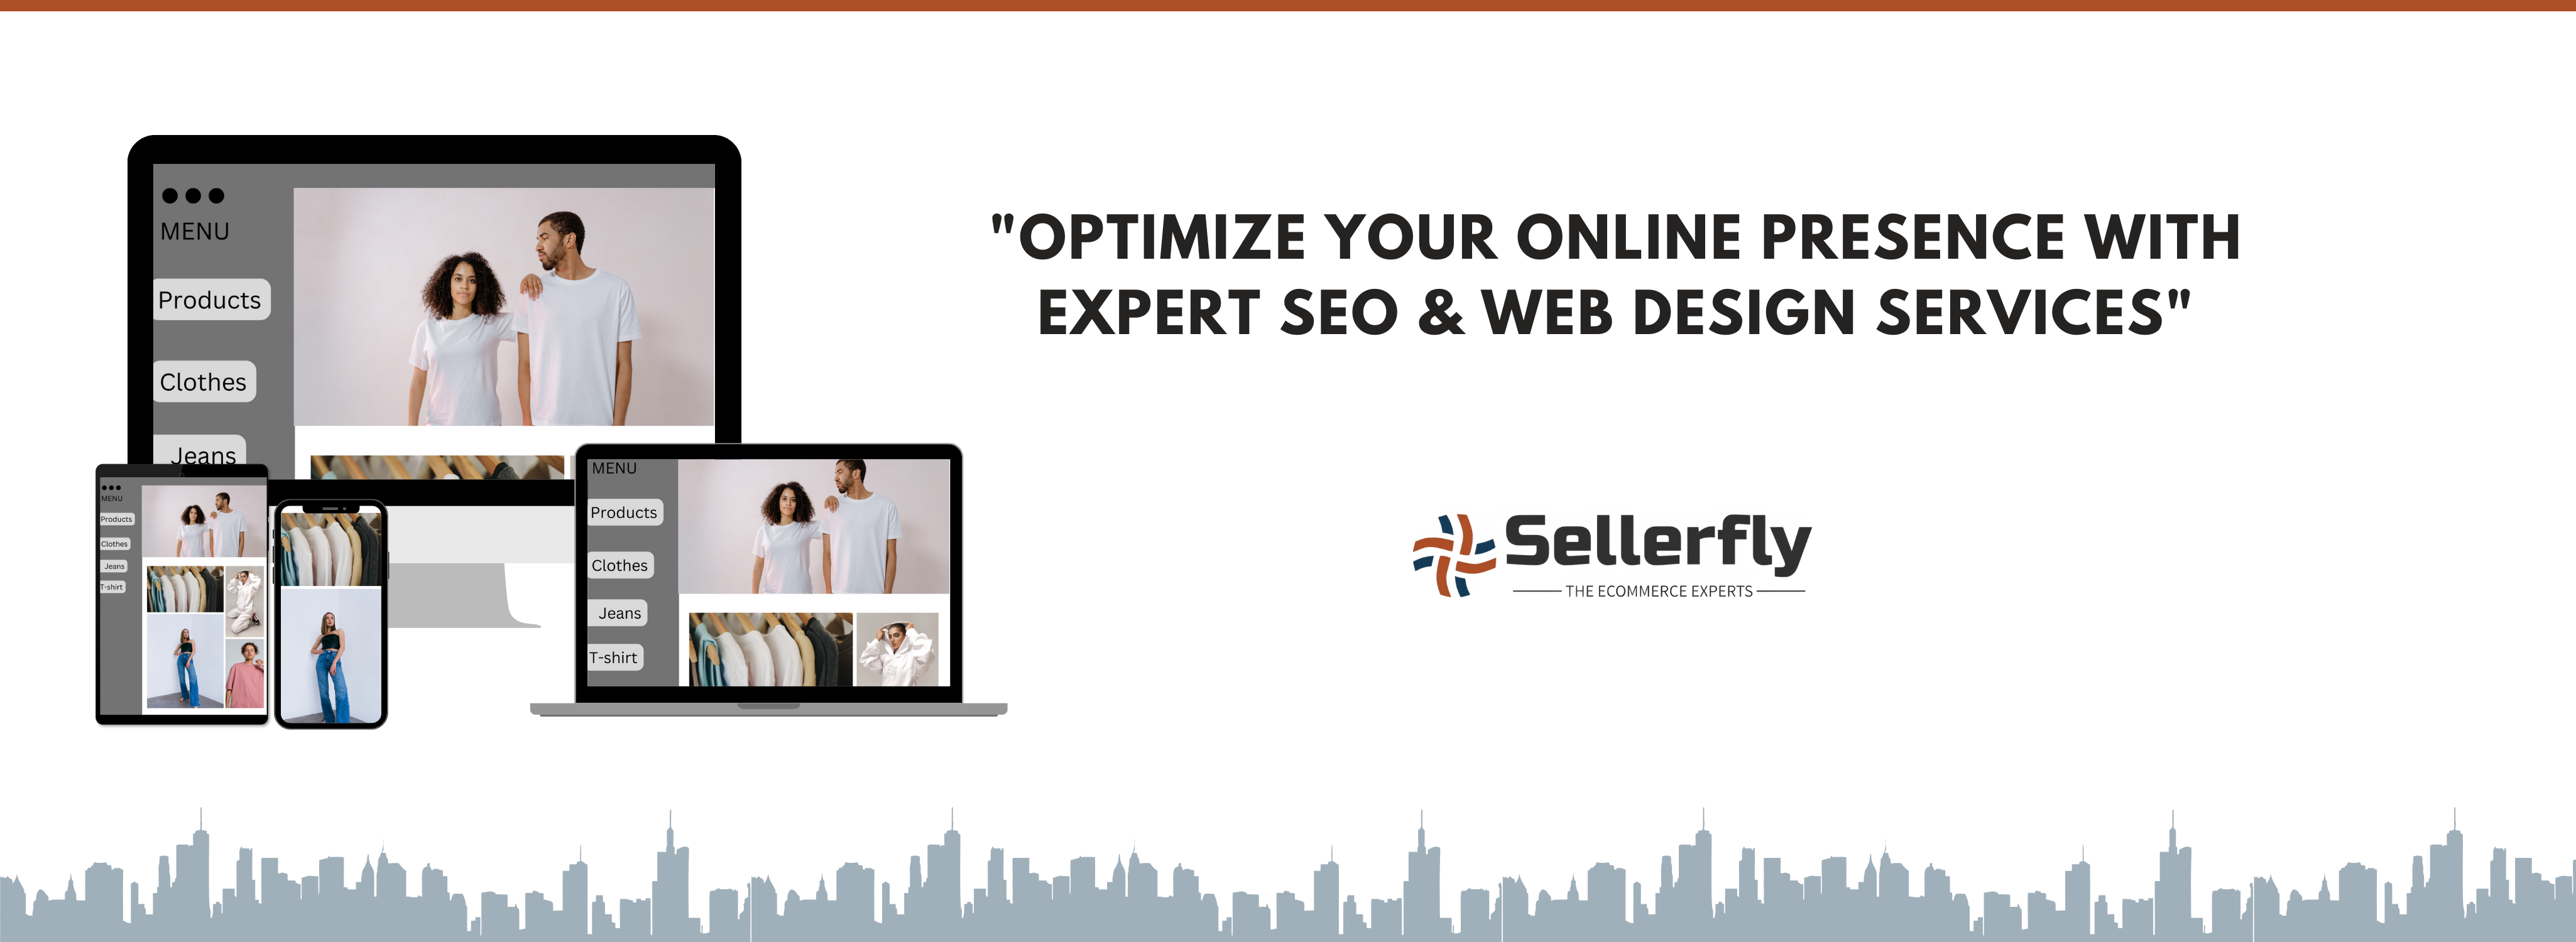 MENU
Products
Clothes
Jeans
MENU
Products
Clothes
Jeans
T-shirt
MENU
Products
Clothes
Jeans
T-shirt
"OPTIMIZE YOUR ONLINE PRESENCE WITH
EXPERT SEO & WEB DESIGN SERVICES"
Sellerfly
THE ECOMMERCE EXPERTS